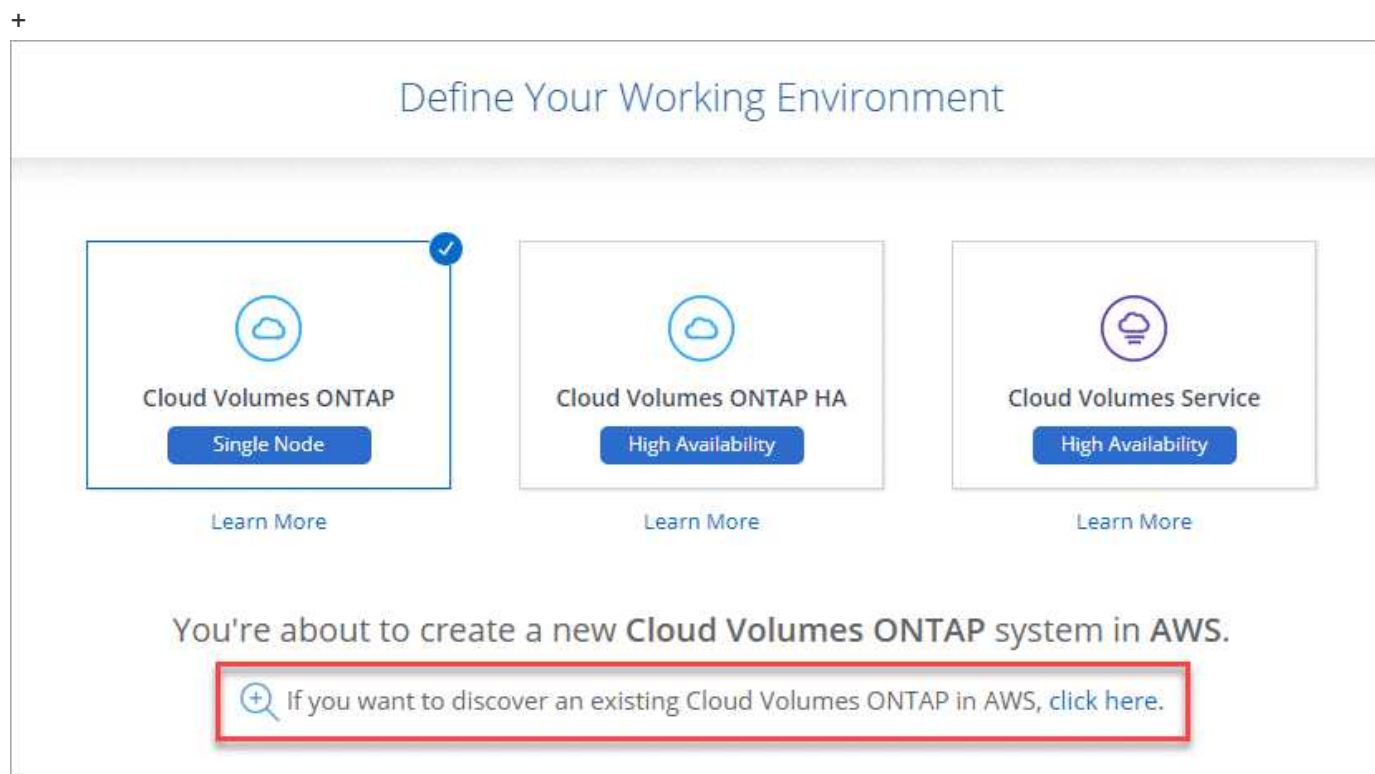 +
Define Your Working Environment
Cloud Volumes ONTAP
Single Node
Learn More
Cloud Volumes ONTAP HA
High Availability
Learn More
Cloud Volumes Service
High Availability
Learn More
You're about to create a new Cloud Volumes ONTAP system in AWS.
If you want to discover an existing Cloud Volumes ONTAP in AWS, click here.